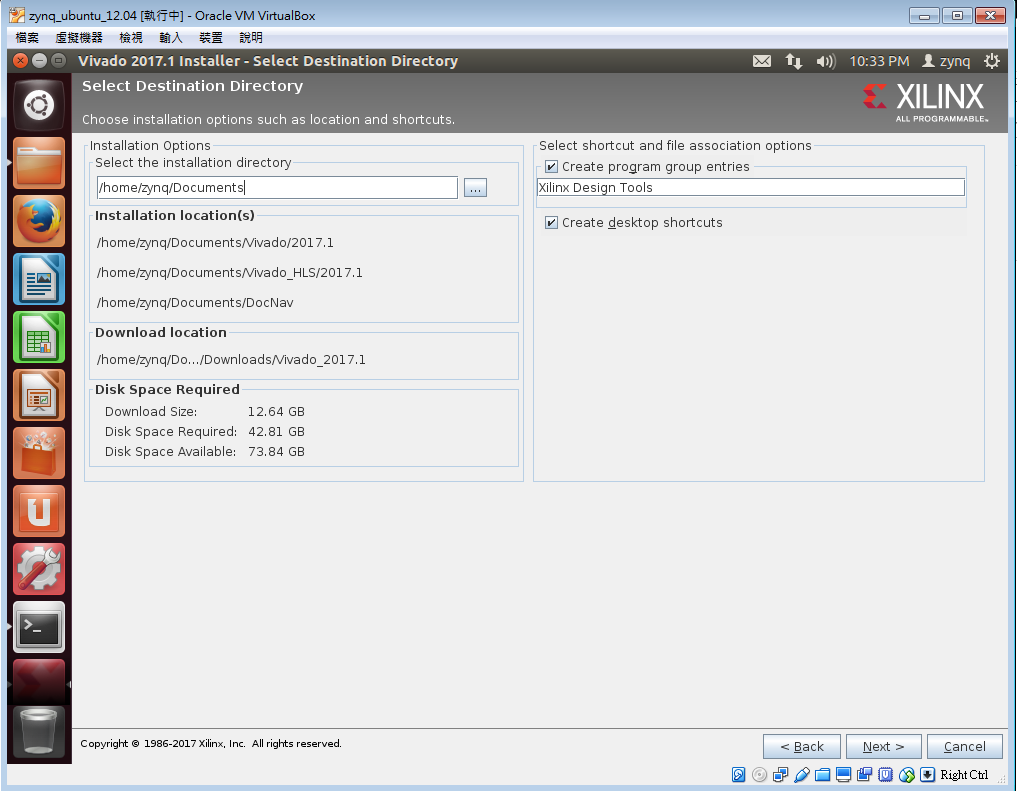 zynq_ubuntu_12.04 [執行中] - Oracle VM VirtualBox
檔案 虛擬機器 檢視 輸入 裝置 說明
Vivado 2017.1 Installer - Select Destination Directory 10:33 PM zynq
Select Destination Directory
XILINX
ALL PROGRAMMABLE™
Choose installation options such as location and shortcuts.
Installation Options
Select the installation directory
/home/zynq/Documents ...
Installation location(s)
/home/zynq/Documents/Vivado/2017.1
/home/zynq/Documents/Vivado_HLS/2017.1
/home/zynq/Documents/DocNav
Download location
/home/zynq/Do.../Downloads/Vivado_2017.1
Disk Space Required
Download Size: 12.64 GB
Disk Space Required: 42.81 GB
Disk Space Available: 73.84 GB
Select shortcut and file association options
Create program group entries
Xilinx Design Tools
Create desktop shortcuts
Copyright © 1986-2017 Xilinx, Inc. All rights reserved.
< Back Next > Cancel
Right Ctrl